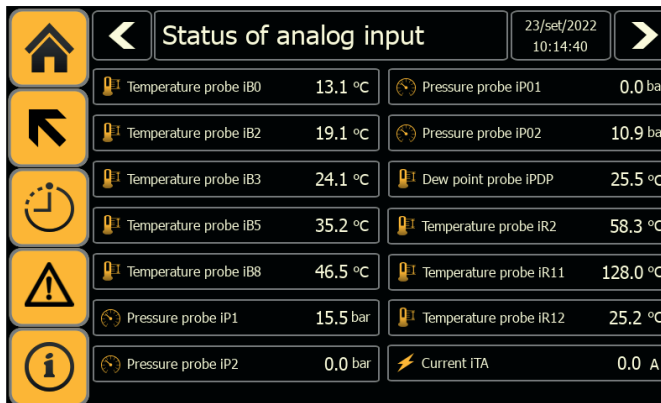 Status of analog input
23/set/2022
10:14:40
Temperature probe iB0 13.1 °C
Pressure probe iP01 0.0 ba
Temperature probe iB2 19.1 °C
Pressure probe iP02 10.9 ba
Temperature probe iB3 24.1 °C
Dew point probe iPDP 25.5 °C
Temperature probe iB5 35.2 °C
Temperature probe iR2 58.3 °C
Temperature probe iB8 46.5 °C
Temperature probe iR11 128.0 °C
Pressure probe iP1 15.5 bar
Temperature probe iR12 25.2 °C
Pressure probe iP2 0.0 bar
Current iTA 0.0 A